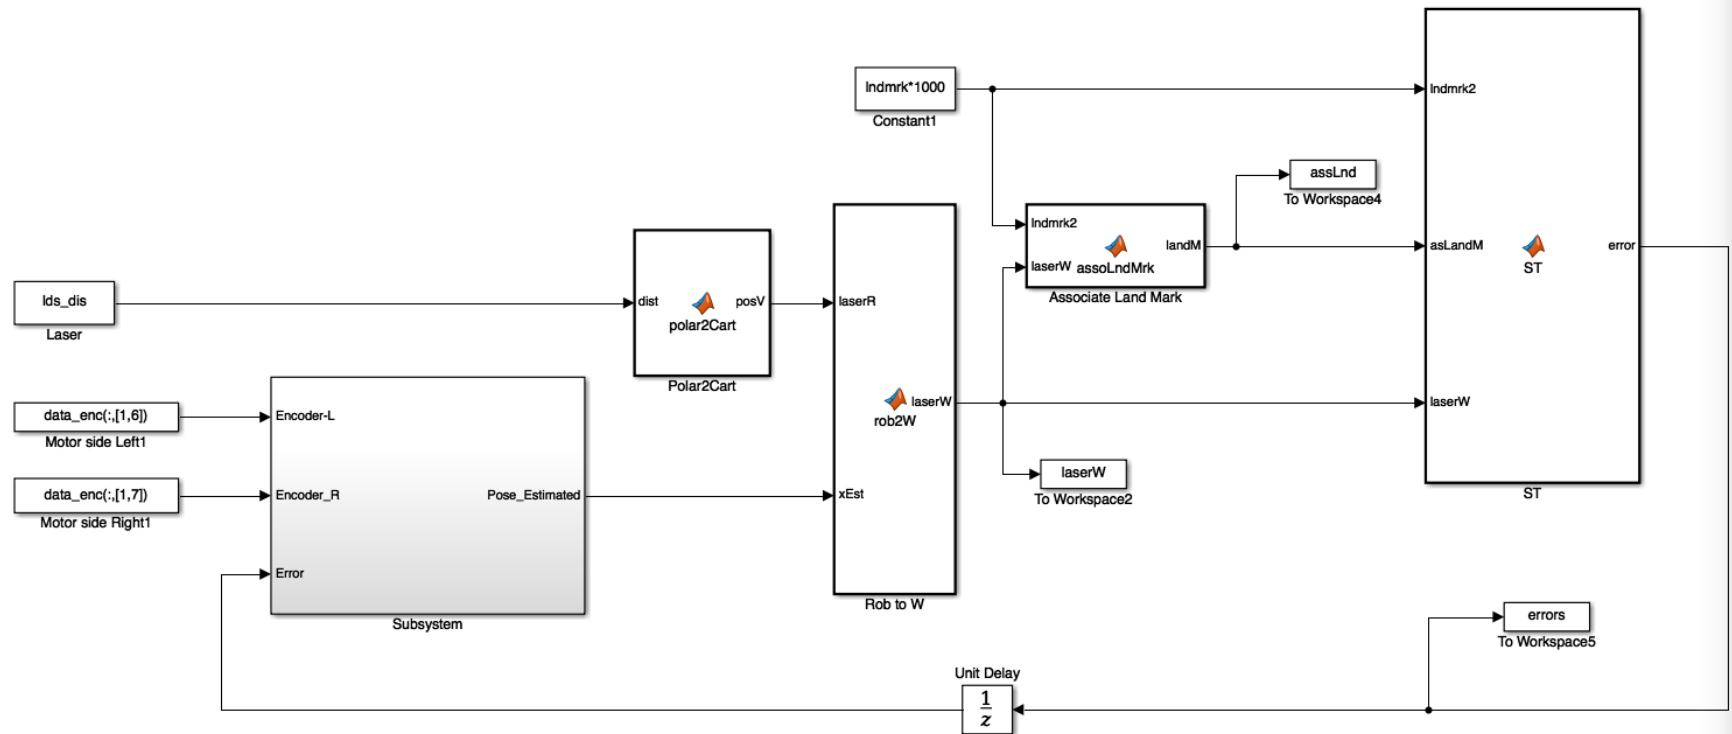 lndmrk*1000
Constant1
lndmrk2
assLnd
To Workspace4
lndmrk2
landM
laserW
assoLndMrk
Associate Land Mark
asLandM
error
ST
lds_dis
Laser
dist
posV
polar2Cart
Polar2Cart
laserR
laserW
rob2W
xEst
Rob to W
laserW
ST
laserW
To Workspace2
data_enc(:,[1,6])
Motor side Left1
data_enc(:,[1,7])
Motor side Right1
Encoder-L
Encoder_R
Pose_Estimated
Error
Subsystem
errors
To Workspace5
Unit Delay
1
z